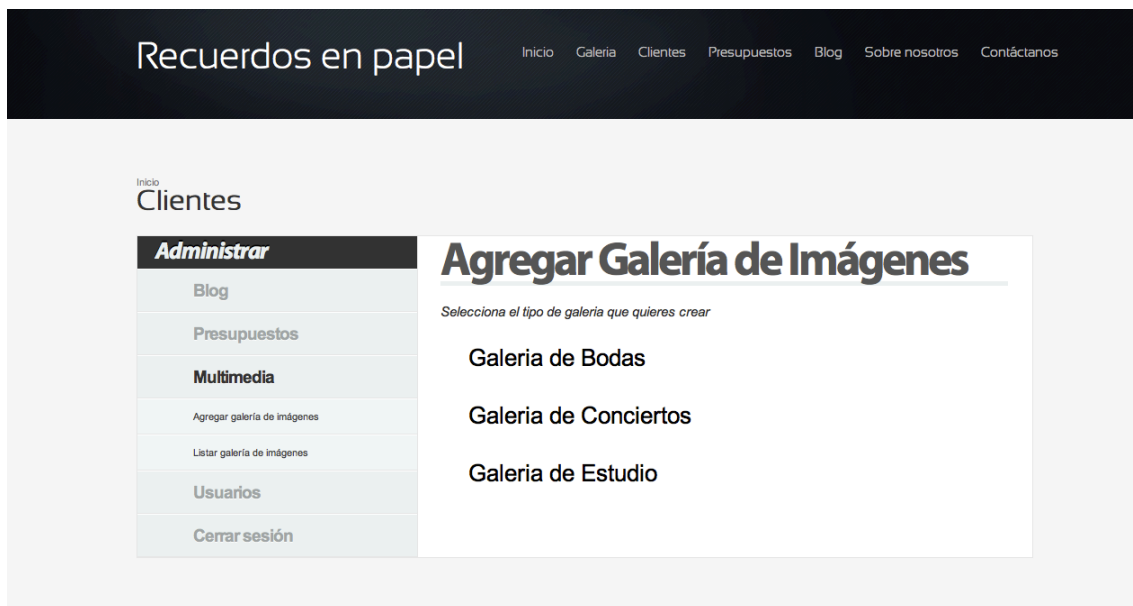 Recuerdos en papel
Inicio Galeria Clientes Presupuestos Blog Sobre nosotros Contáctanos
Inicio
Clientes
Administrar
Blog
Presupuestos
Multimedia
Agregar galería de imágenes
Listar galería de imágenes
Usuarios
Cerrar sesión
Agregar Galería de Imágenes
Selecciona el tipo de galeria que quieres crear
Galeria de Bodas
Galeria de Conciertos
Galeria de Estudio